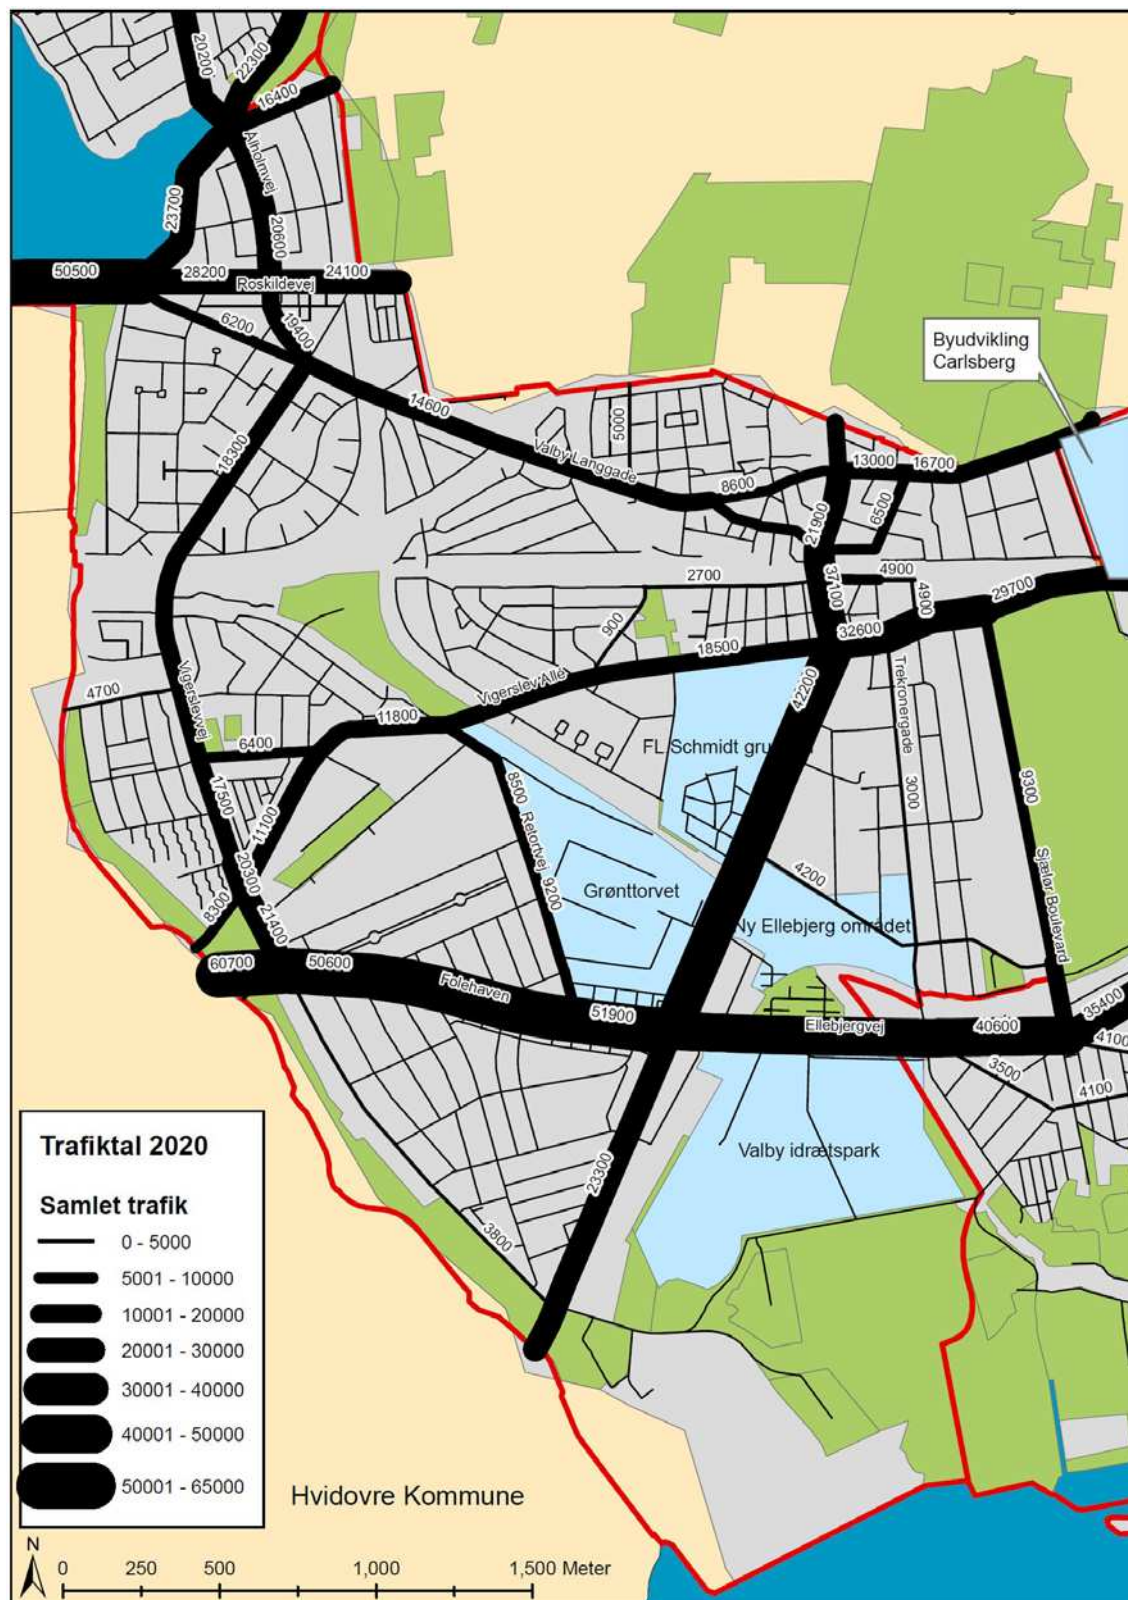 20200
22300
16400
Ålholmvej
23700
20600
50500
28200
24100
Roskildevej
6200
19400
Byudvikling
Carlsberg
14600
5000
18300
Valby Langgade
8600
13000
16700
21900
6500
2700
37100
4900
4900
29700
900
18500
32600
Vigerslev Allé
Vigerslevvej
4700
42200
Trekronergade
11800
6400
FL Schmidt
8500
Retortvej
9200
17500
11100
3000
9300
Sjælør Boulevard
20300
21400
8300
4200
Grønttorvet
Ny Ellebjerg området
60700
50600
Folehaven
51900
Ellebjergvej
40600
35400
4100
3500
4100
Valby idrætspark
23300
3800
Trafiktal 2020
Samlet trafik
0 - 5000
5001 - 10000
10001 - 20000
20001 - 30000
30001 - 40000
40001 - 50000
50001 - 65000
Hvidovre Kommune
N
0 250 500 1,000 1,500 Meter